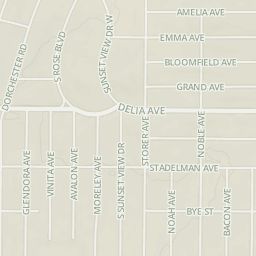 AMELIA AVE
EMMA AVE
BLOOMFIELD AVE
GRAND AVE
DORCHESTER RD
S ROSE BLVD
SUNSET VIEW DR W
DELIA AVE
STORER AVE
NOBLE AVE
STADELMAN AVE
GLENDORA AVE
VINITA AVE
AVALON AVE
MORELEY AVE
S SUNSET VIEW DR
NOAH AVE
BYE ST
BACON AVE